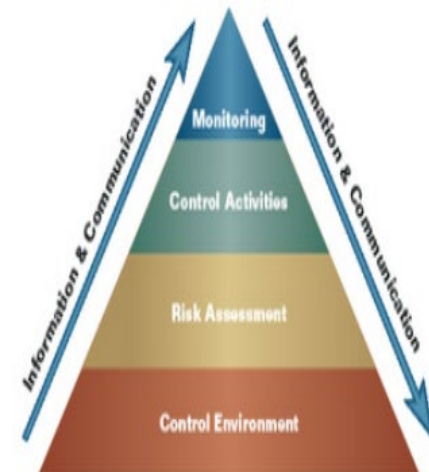 Information & Communication
Information & Communication
Monitoring
Control Activities
Risk Assessment
Control Environment